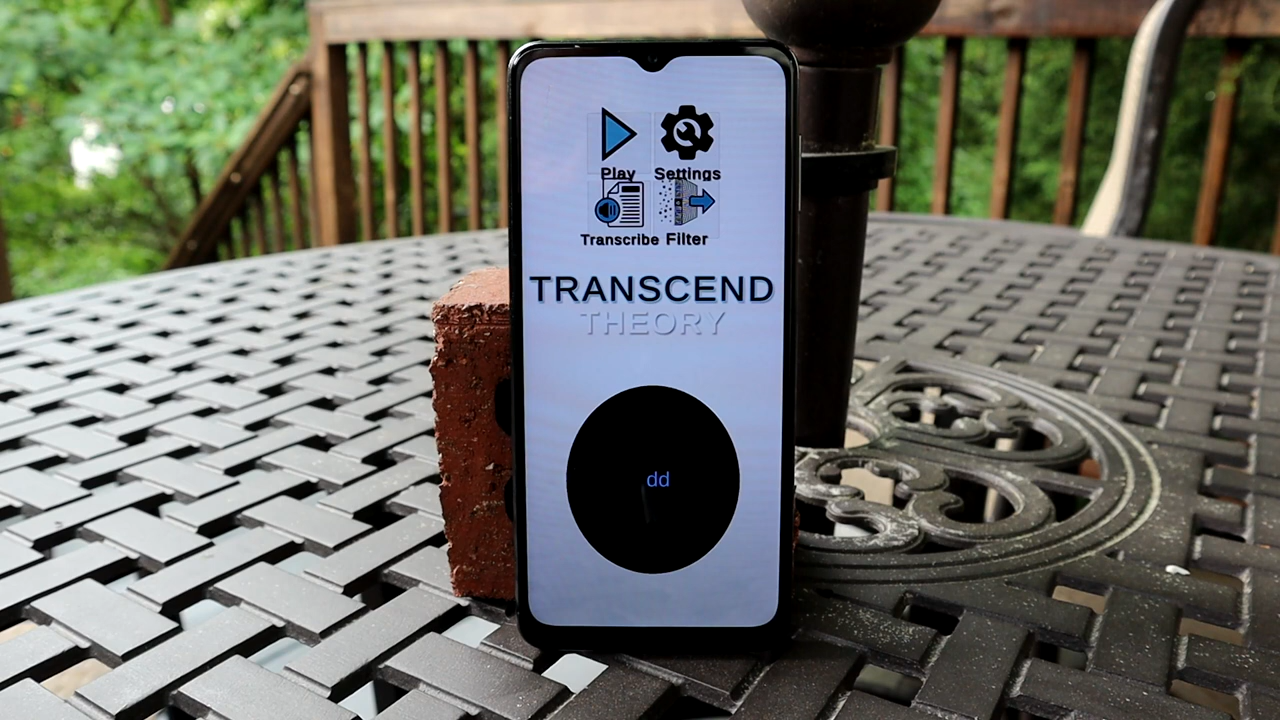 Play Settings
Transcribe Filter
TRANSCEND
THEORY
dd